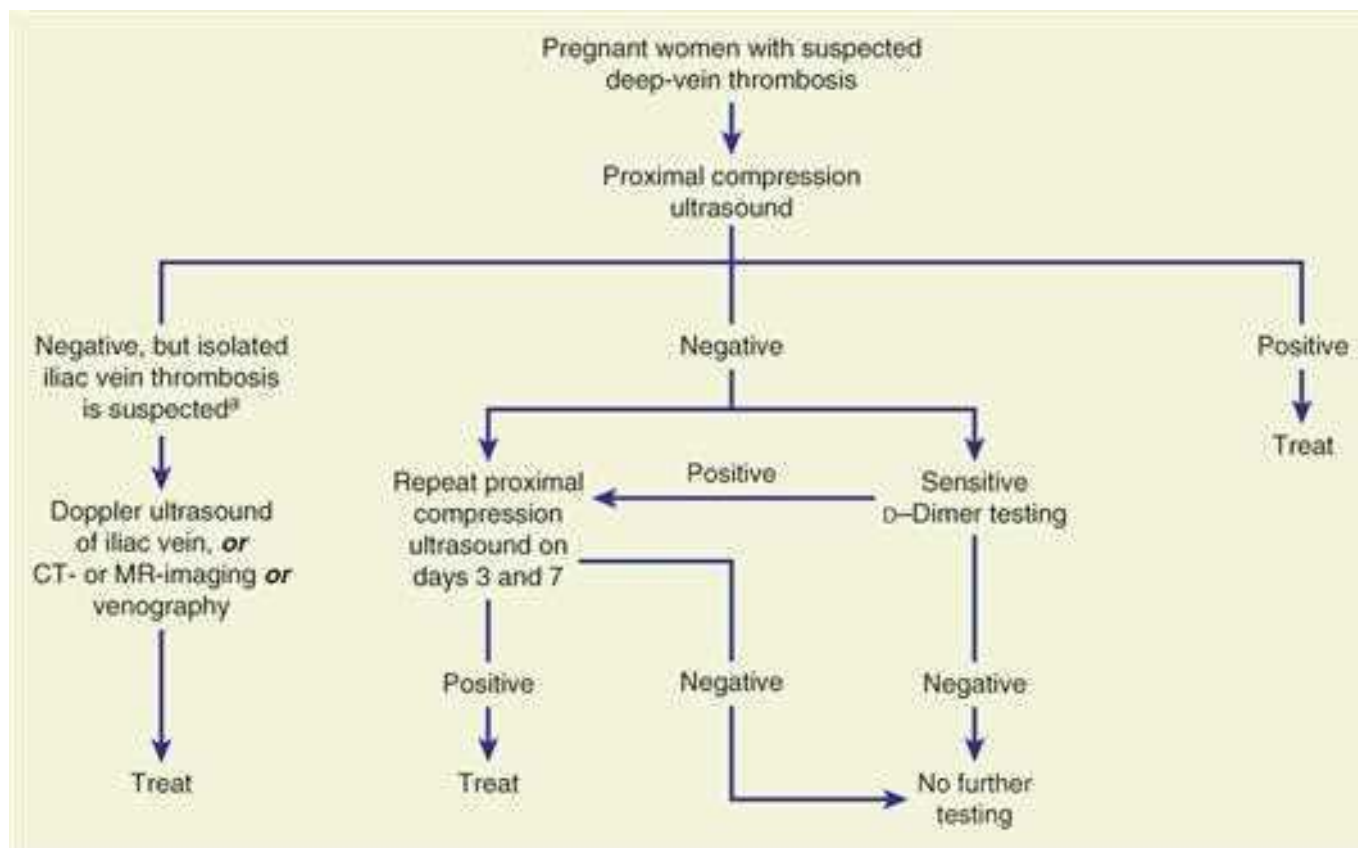 Pregnant women with suspected
deep-vein thrombosis
Proximal compression
ultrasound
Negative, but isolated
iliac vein thrombosis
is suspectedª
Negative
Positive
Treat
Doppler ultrasound
of iliac vein, or
CT- or MR-imaging or
venography
Repeat proximal
compression
ultrasound on
days 3 and 7
Positive
Sensitive
D–Dimer testing
Positive
Negative
Negative
Treat
Treat
No further
testing